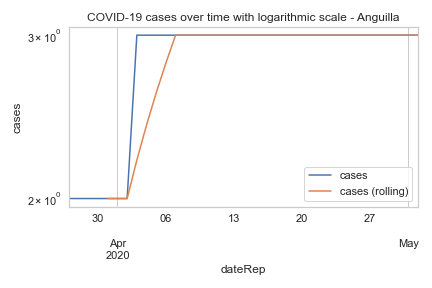 COVID-19 cases over time with logarithmic scale - Anguilla
3 × 10⁰
cases
2 × 10⁰
cases
cases (rolling)
30 06 13 20 27
Apr May
2020
dateRep